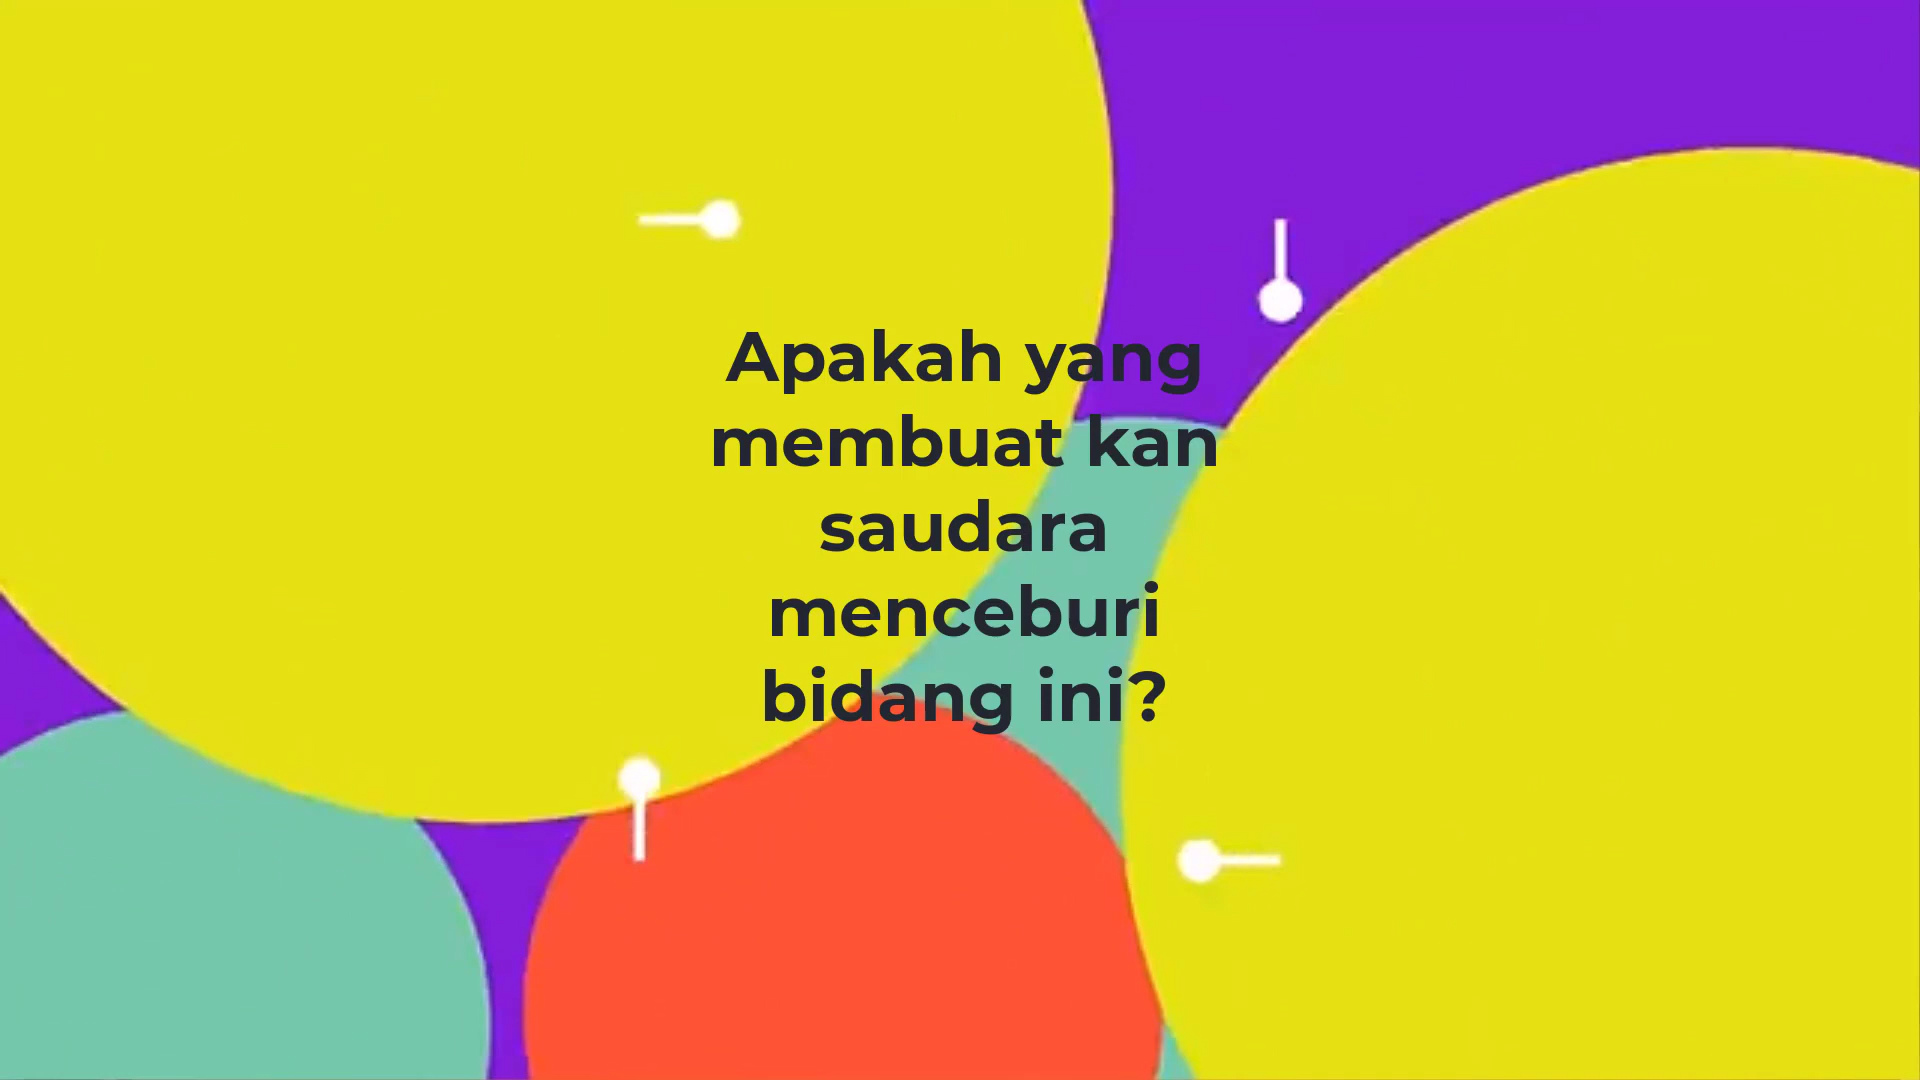 Apakah yang
membuat kan
saudara
menceburi
bidang ini?